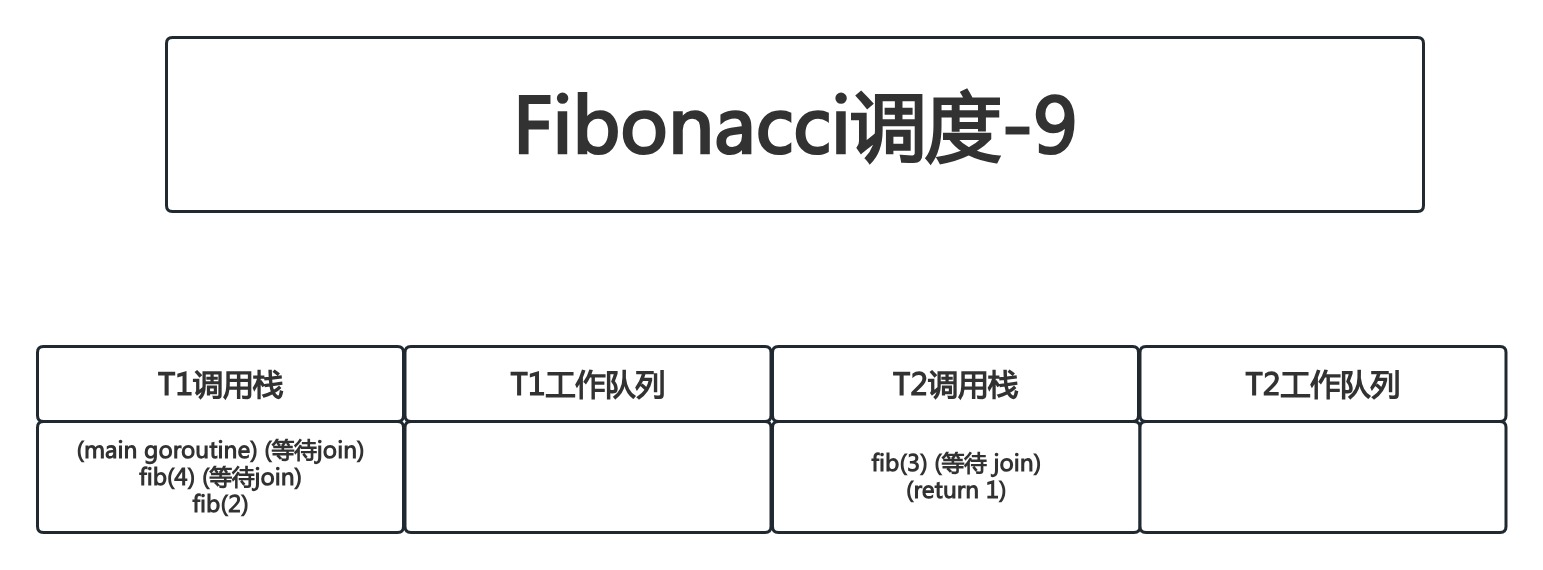 Fibonacci调度-9
T1调用栈
T1工作队列
T2调用栈
T2工作队列
(main goroutine) (等待join)
fib(4) (等待join)
fib(2)
fib(3) (等待 join)
(return 1)